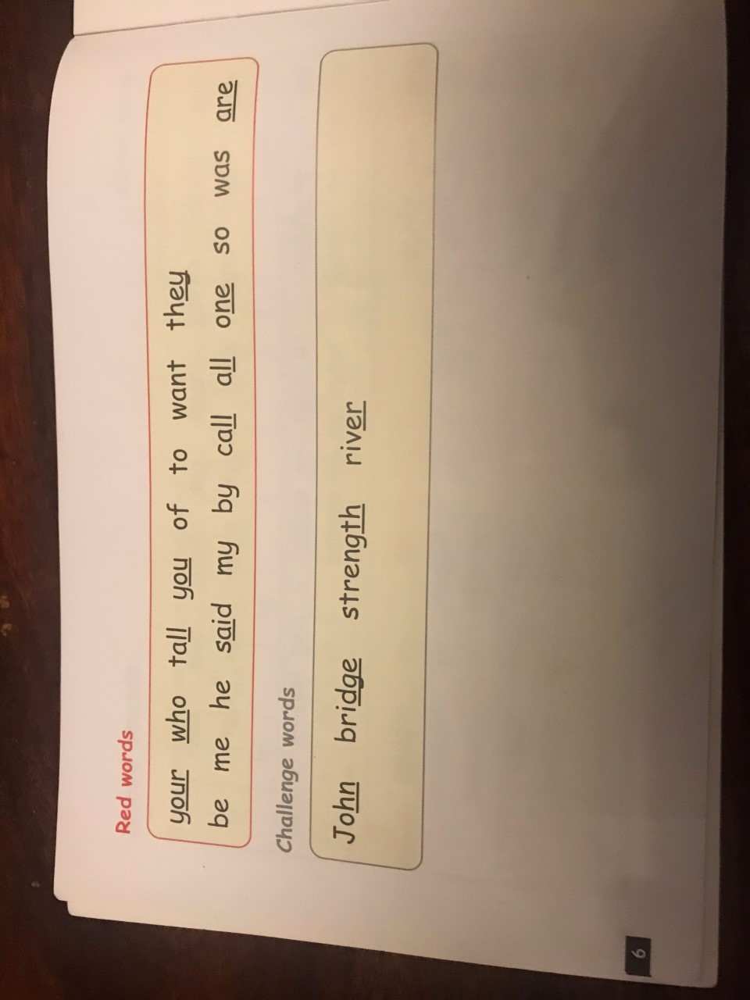 Red words
your who tall you of to want they
be me he said my by call all one so was are
Challenge words
John bridge strength river
6